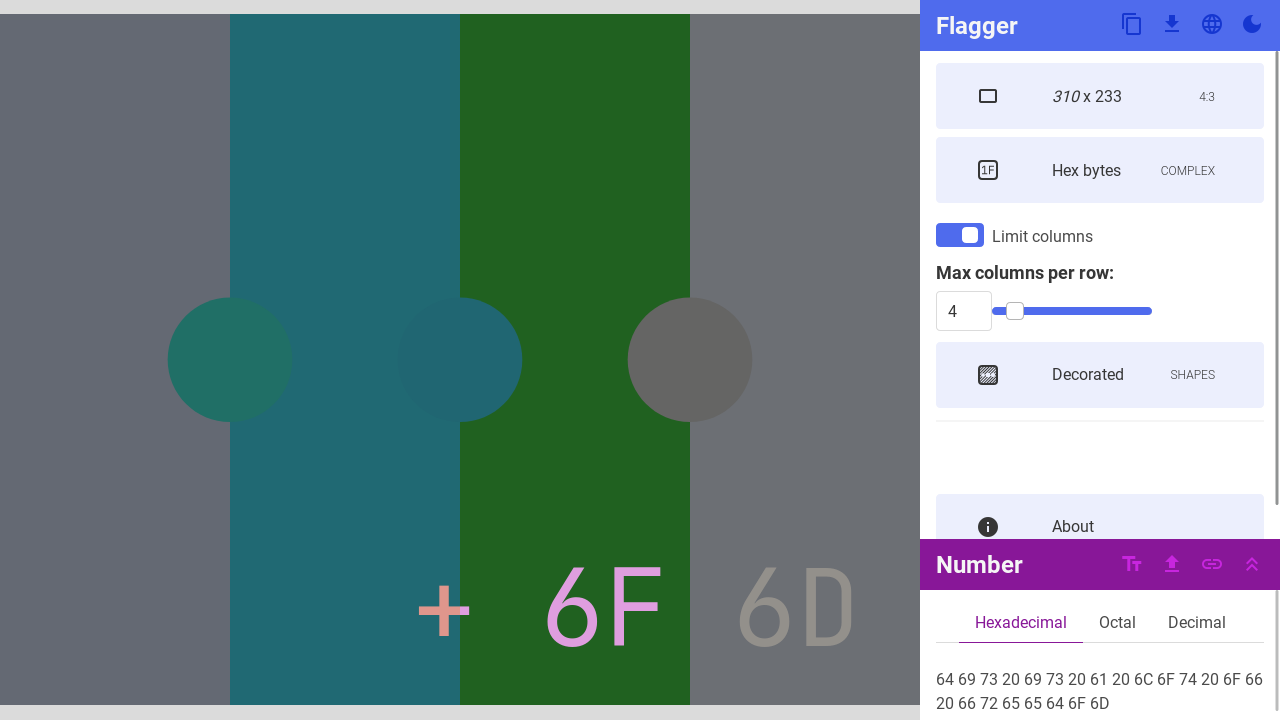 Flagger
310 x 233
4:3
1F
Hex bytes
COMPLEX
Limit columns
Max columns per row:
4
Decorated
SHAPES
About
+ 6F 6D
Number
Hexadecimal
Octal
Decimal
64 69 73 20 69 73 20 61 20 6C 6F 74 20 6F 66
20 66 72 65 65 64 6F 6D